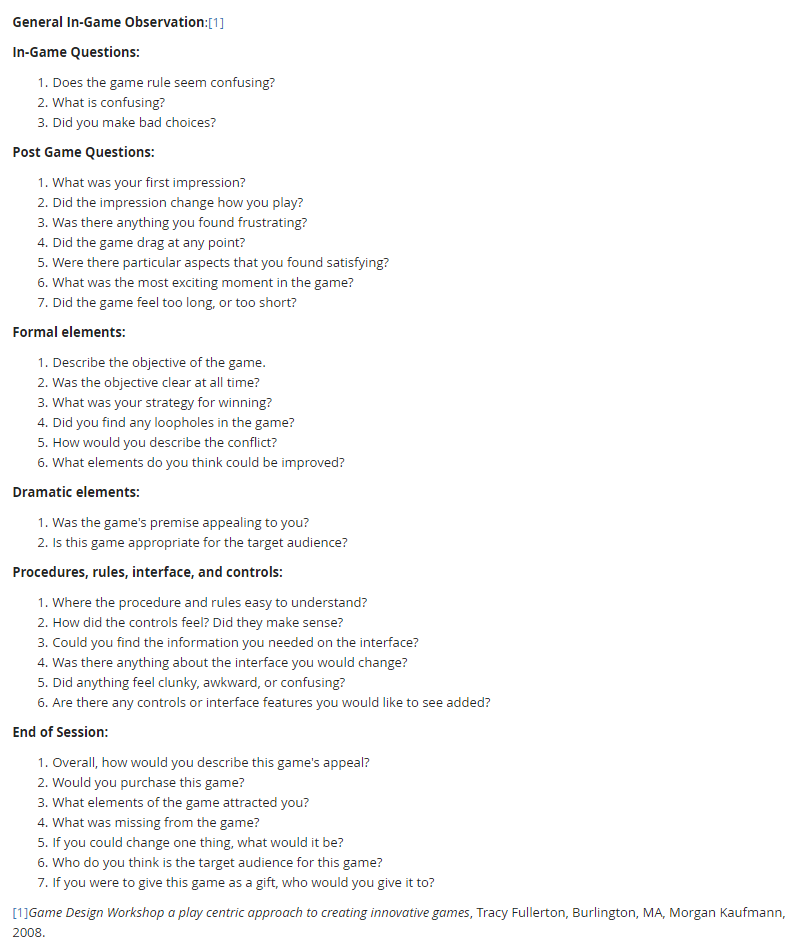 General In-Game Observation:[1]
In-Game Questions:
1. Does the game rule seem confusing?
2. What is confusing?
3. Did you make bad choices?
Post Game Questions:
1. What was your first impression?
2. Did the impression change how you play?
3. Was there anything you found frustrating?
4. Did the game drag at any point?
5. Were there particular aspects that you found satisfying?
6. What was the most exciting moment in the game?
7. Did the game feel too long, or too short?
Formal elements:
1. Describe the objective of the game.
2. Was the objective clear at all time?
3. What was your strategy for winning?
4. Did you find any loopholes in the game?
5. How would you describe the conflict?
6. What elements do you think could be improved?
Dramatic elements:
1. Was the game's premise appealing to you?
2. Is this game appropriate for the target audience?
Procedures, rules, interface, and controls:
1. Where the procedure and rules easy to understand?
2. How did the controls feel? Did they make sense?
3. Could you find the information you needed on the interface?
4. Was there anything about the interface you would change?
5. Did anything feel clunky, awkward, or confusing?
6. Are there any controls or interface features you would like to see added?
End of Session:
1. Overall, how would you describe this game's appeal?
2. Would you purchase this game?
3. What elements of the game attracted you?
4. What was missing from the game?
5. If you could change one thing, what would it be?
6. Who do you think is the target audience for this game?
7. If you were to give this game as a gift, who would you give it to?
[1]Game Design Workshop a play centric approach to creating innovative games, Tracy Fullerton, Burlington, MA, Morgan Kaufmann,
2008.